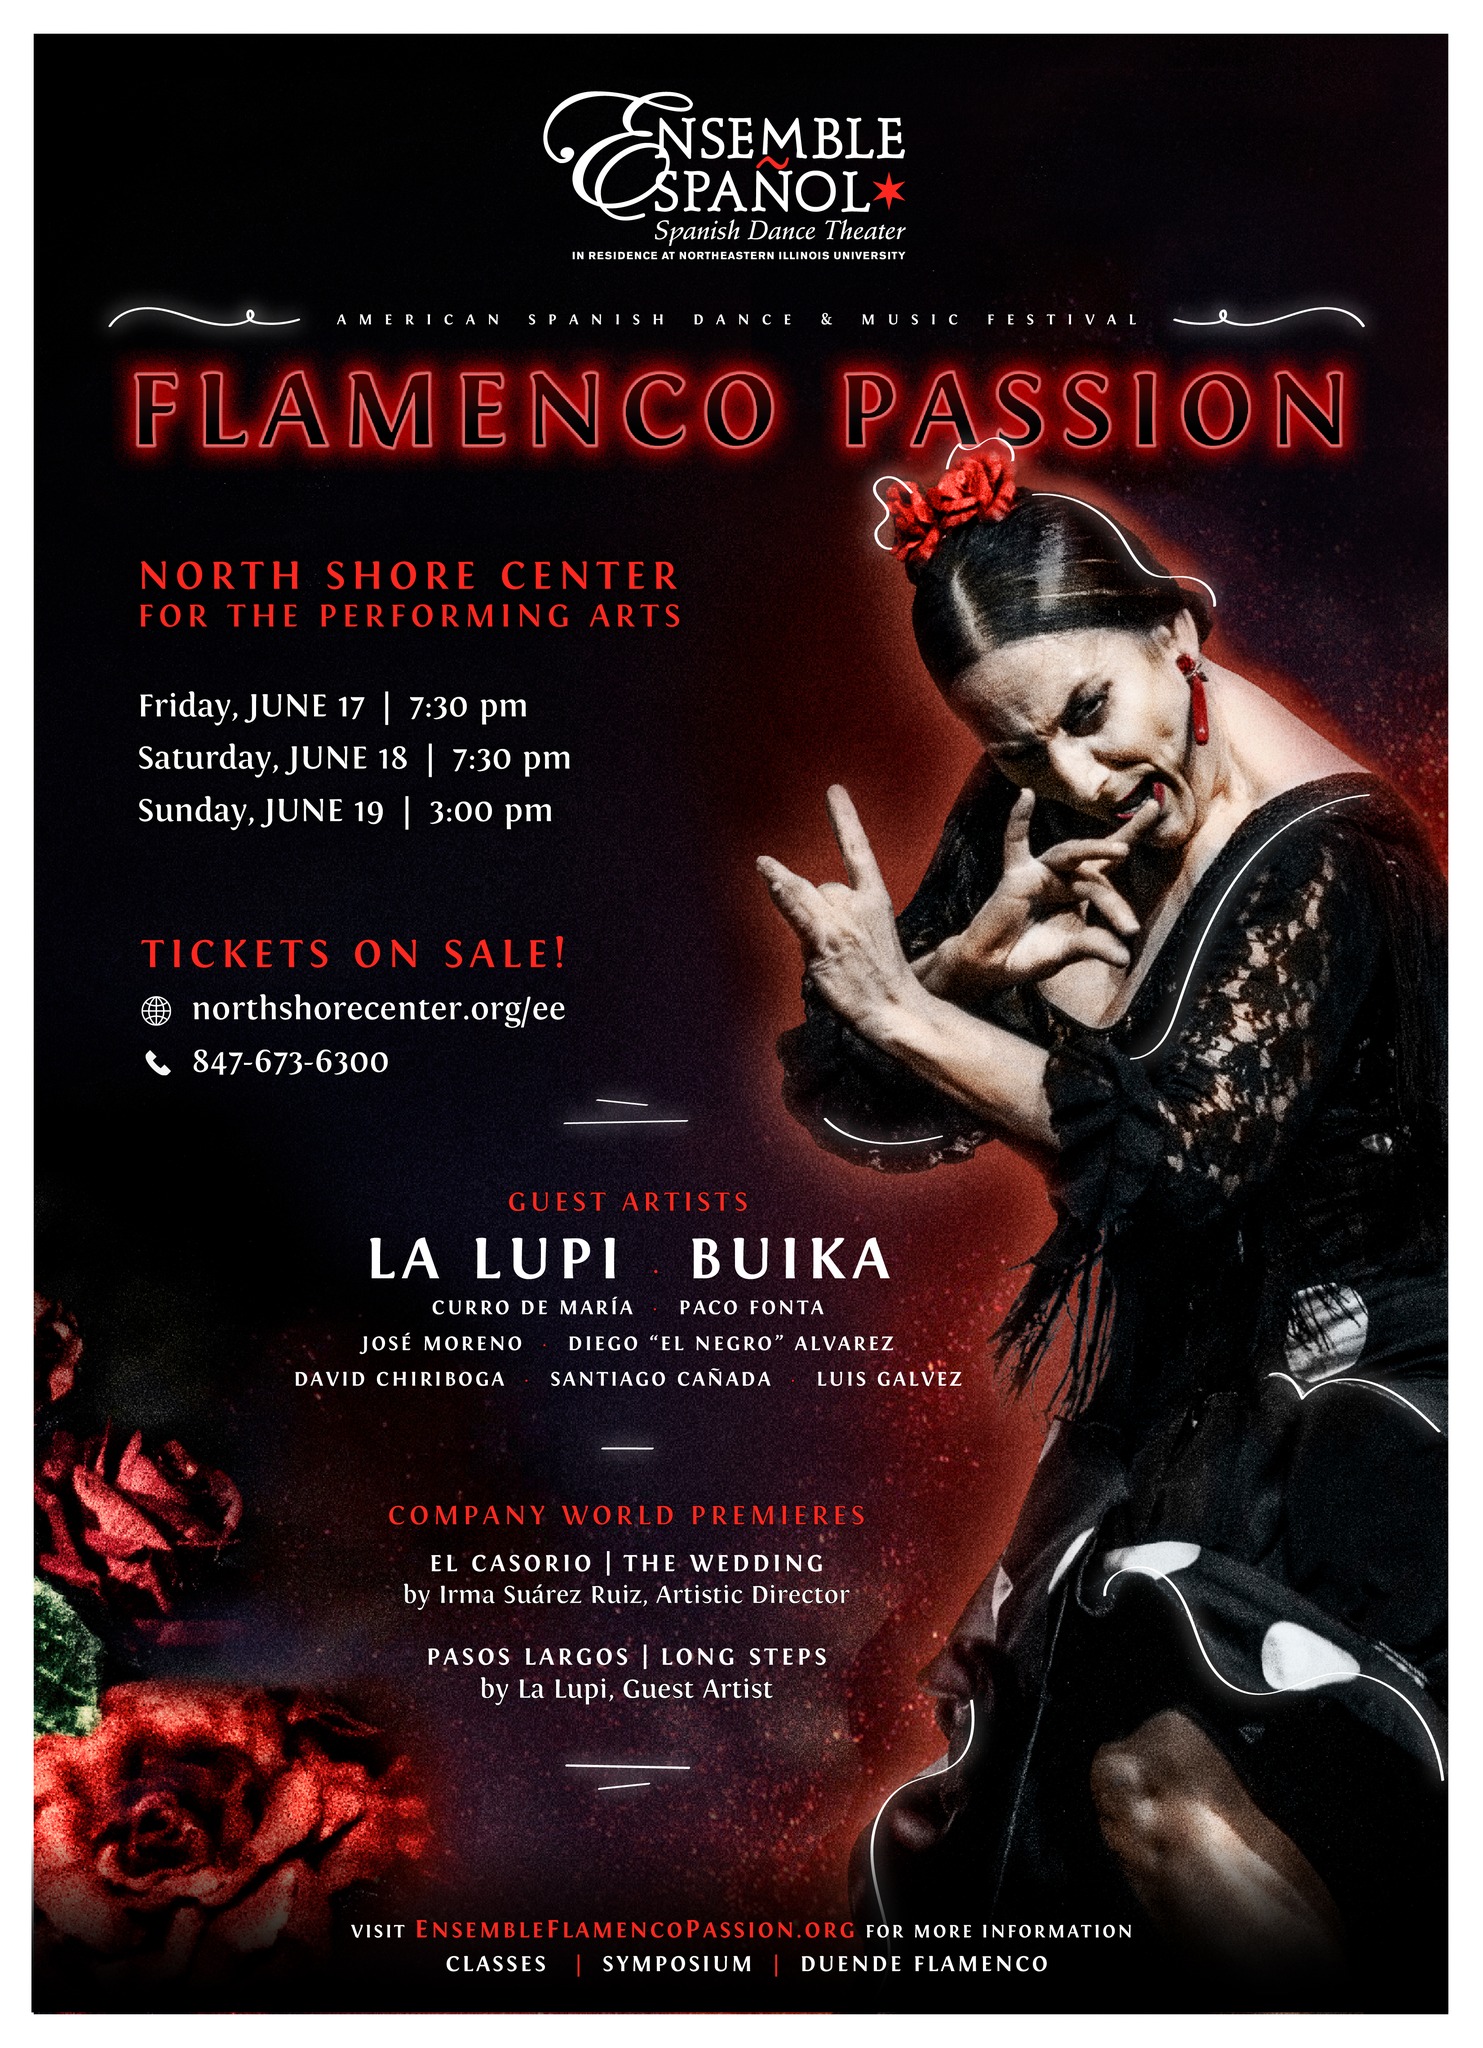 ENSEMBLE
ESPAÑOL
Spanish Dance Theater
IN RESIDENCE AT NORTHEASTERN ILLINOIS UNIVERSITY
AMERICAN SPANISH DANCE & MUSIC FESTIVAL
FLAMENCO PASSION
NORTH SHORE CENTER
FOR THE PERFORMING ARTS
Friday, JUNE 17 | 7:30 pm
Saturday, JUNE 18 | 7:30 pm
Sunday, JUNE 19 | 3:00 pm
TICKETS ON SALE!
northshorecenter.org/ee
847-673-6300
GUEST ARTISTS
LA LUPI · BUIKA
CURRO DE MARÍA · PACO FONTA
JOSÉ MORENO · DIEGO “EL NEGRO” ALVAREZ
DAVID CHIRIBOGA · SANTIAGO CAÑADA · LUIS GALVEZ
COMPANY WORLD PREMIERES
EL CASORIO | THE WEDDING
by Irma Suárez Ruiz, Artistic Director
PASOS LARGOS | LONG STEPS
by La Lupi, Guest Artist
VISIT ENSEMBLEFLAMENCOPASSION.ORG FOR MORE INFORMATION
CLASSES | SYMPOSIUM | DUENDE FLAMENCO